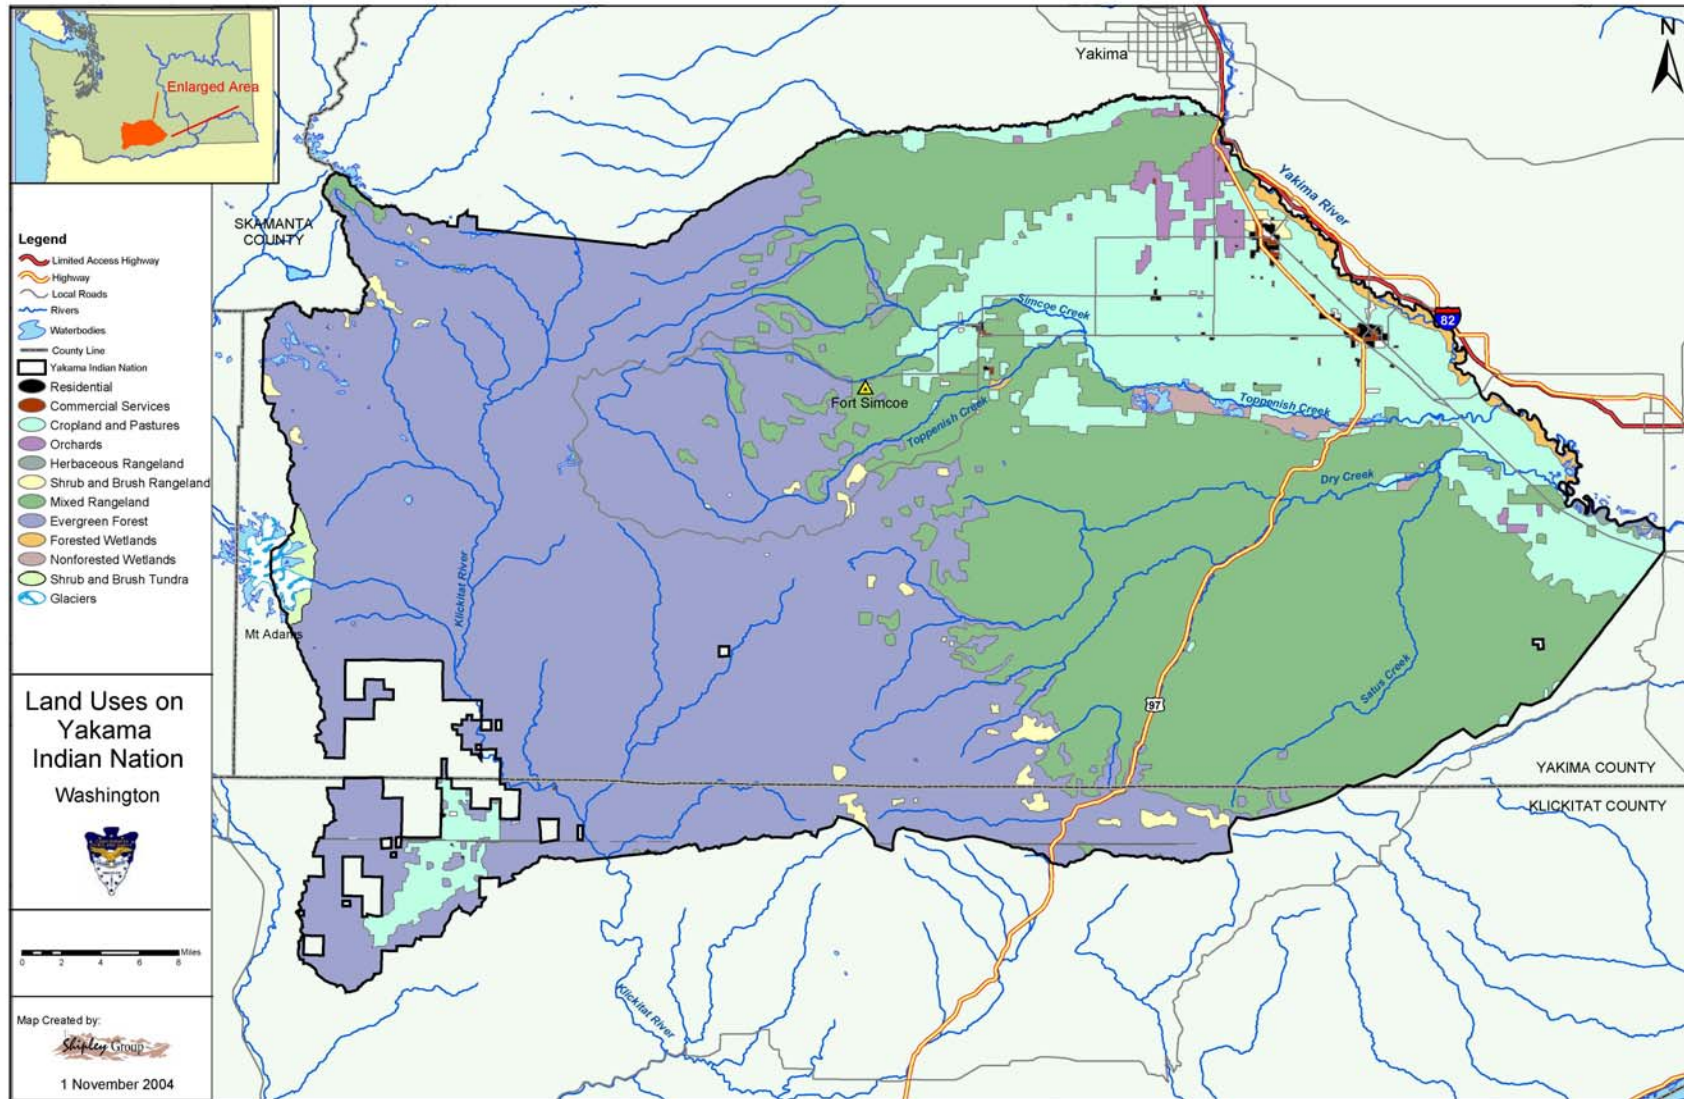 Enlarged Area
N
Yakima
Yakima River
SKAMANTA
COUNTY
Legend
Limited Access Highway
Highway
Local Roads
Rivers
Waterbodies
County Line
Yakama Indian Nation
Residential
Commercial Services
Cropland and Pastures
Orchards
Herbaceous Rangeland
Shrub and Brush Rangeland
Mixed Rangeland
Evergreen Forest
Forested Wetlands
Nonforested Wetlands
Shrub and Brush Tundra
Glaciers
Simcoe Creek
82
Fort Simcoe
Toppenish Creek
Toppenish Creek
Dry Creek
Klickitat River
Mt Adams
Satus Creek
97
YAKIMA COUNTY
KLICKITAT COUNTY
Klickitat River
Land Uses on
Yakama
Indian Nation
Washington
0 2 4 6 8 Miles
Map Created by:
Shipley Group
1 November 2004